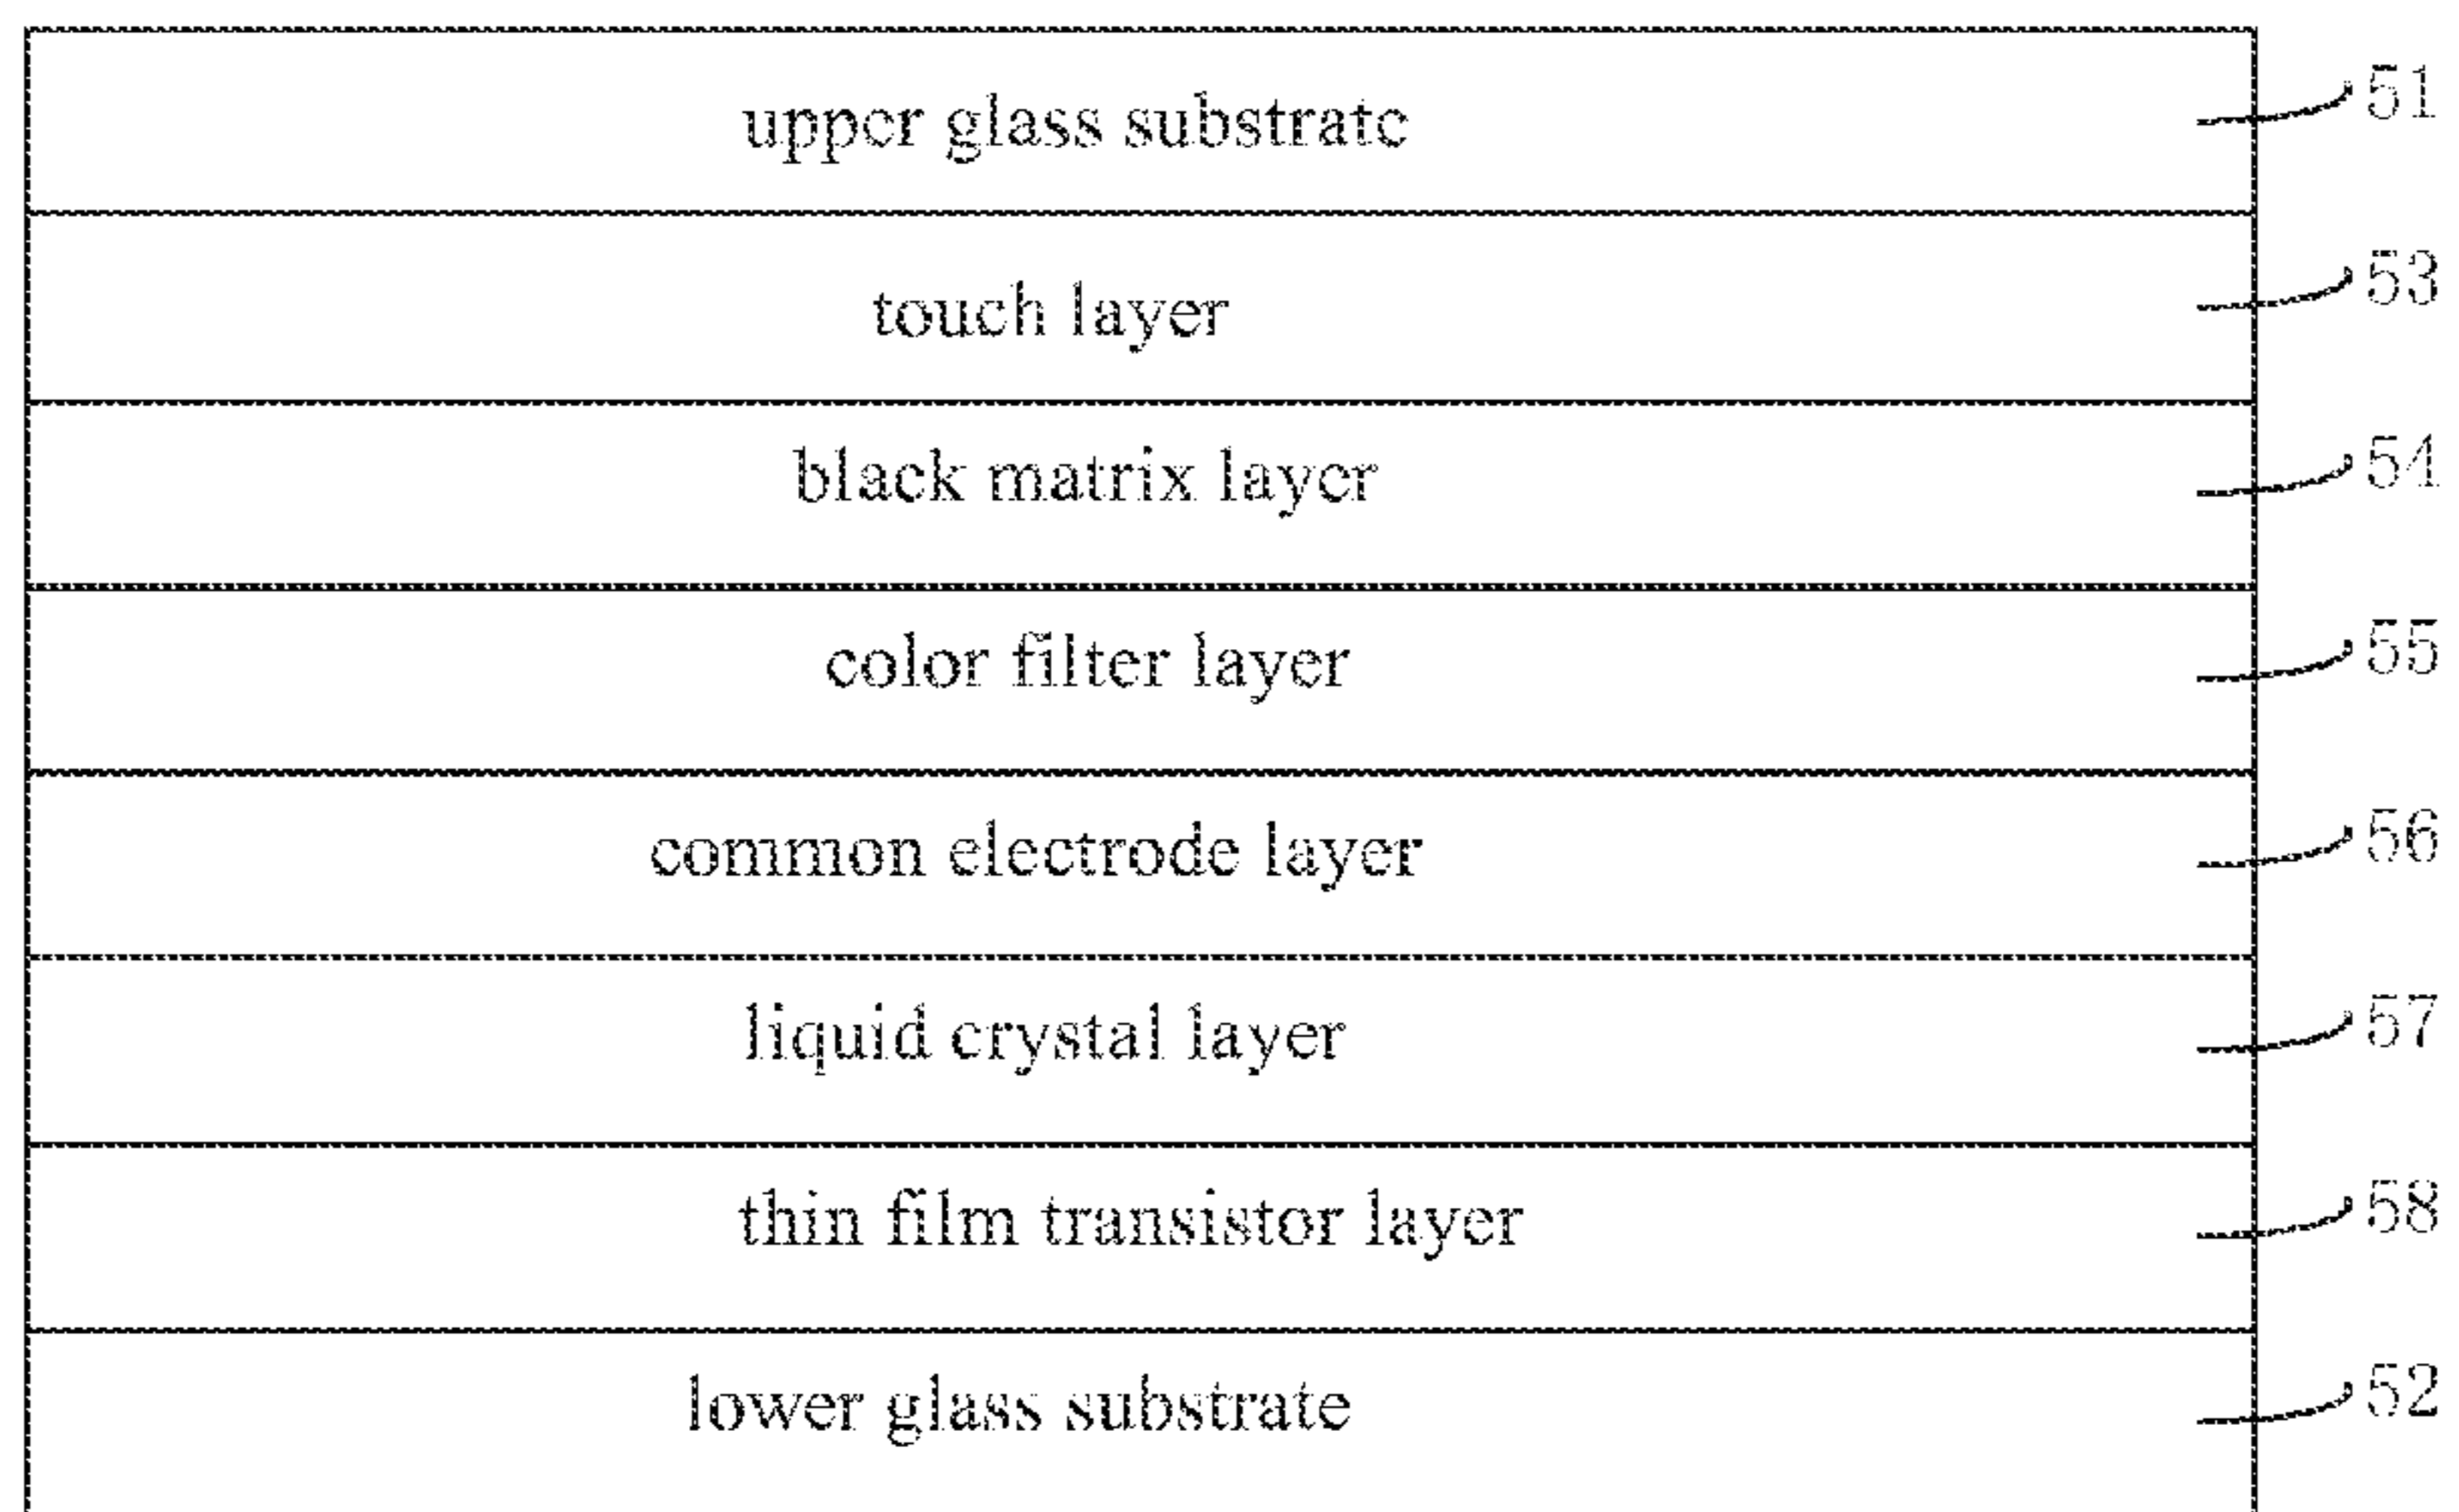 upper glass substrate 51
touch layer 53
black matrix layer 54
color filter layer 55
common electrode layer 56
liquid crystal layer 57
thin film transistor layer 58
lower glass substrate 52